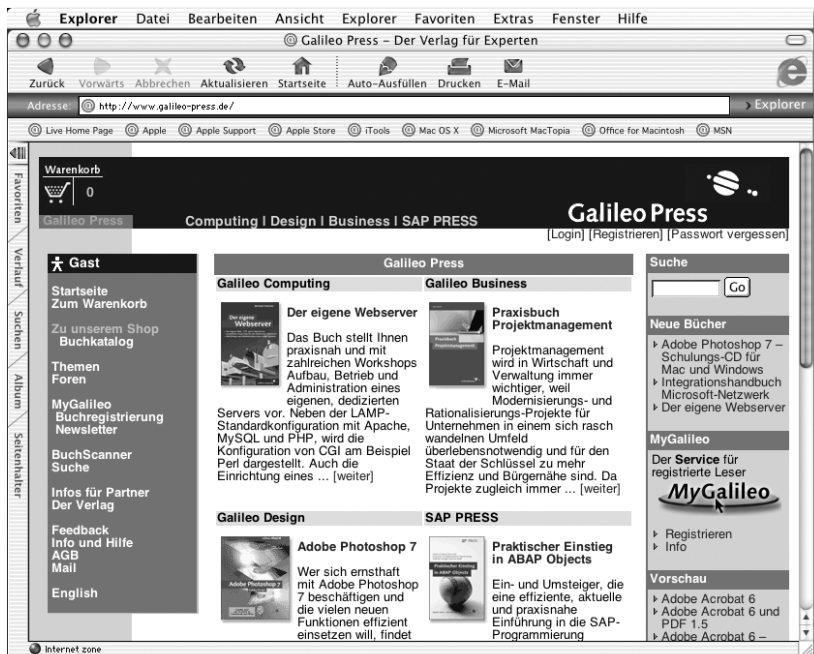 Explorer Datei Bearbeiten Ansicht Explorer Favoriten Extras Fenster Hilfe
@ Galileo Press – Der Verlag für Experten
Zurück Vorwärts Abbrechen Aktualisieren Startseite Auto-Ausfüllen Drucken E-Mail
Adresse: @ http://www.galileo-press.de/ Explorer
@ Live Home Page @ Apple @ Apple Support @ Apple Store @ iTools @ Mac OS X @ Microsoft MacTopia @ Office for Macintosh @ MSN
Favoriten
Verlauf
Suchen
Album
Seitenhalter
Warenkorb
0
Galileo Press
Computing | Design | Business | SAP PRESS
Galileo Press
[Login] [Registrieren] [Passwort vergessen]
Gast
Startseite
Zum Warenkorb
Zu unserem Shop
Buchkatalog
Themen
Foren
MyGalileo
Buchregistrierung
Newsletter
BuchScanner
Suche
Infos für Partner
Der Verlag
Feedback
Info und Hilfe
AGB
Mail
English
Galileo Press
Galileo Computing
Der eigene
Webserver
Der eigene Webserver
Das Buch stellt Ihnen
praxisnah und mit
zahlreichen Workshops
Aufbau, Betrieb und
Administration eines
eigenen, dedizierten
Servers vor. Neben der LAMP-
Standardkonfiguration mit Apache,
MySQL und PHP, wird die
Konfiguration von CGI am Beispiel
Perl dargestellt. Auch die
Einrichtung eines ... [weiter]
Galileo Business
Praxisbuch
Projektmanagement
Praxisbuch
Projektmanagement
Projektmanagement
wird in Wirtschaft und
Verwaltung immer
wichtiger, weil
Modernisierungs- und
Rationalisierungs-Projekte für
Unternehmen in einem sich rasch
wandelnen Umfeld
überlebensnotwendig und für den
Staat der Schlüssel zu mehr
Effizienz und Bürgernähe sind. Da
Projekte zugleich immer ... [weiter]
Galileo Design
Adobe Photoshop 7
Adobe Photoshop 7
Wer sich ernsthaft
mit Adobe Photoshop
7 beschäftigen und
die vielen neuen
Funktionen effizient
einsetzen will, findet
SAP PRESS
Praktischer Einstieg
in ABAP Objects
Praktischer Einstieg
in ABAP Objects
Ein- und Umsteiger, die
eine effiziente, aktuelle
und praxisnahe
Einführung in die SAP-
Programmierung
Suche
Go
Neue Bücher
Adobe Photoshop 7 –
Schulungs-CD für
Mac und Windows
Integrationshandbuch
Microsoft-Netzwerk
Der eigene Webserver
MyGalileo
Der Service für
registrierte Leser
MyGalileo
Registrieren
Info
Vorschau
Adobe Acrobat 6
Adobe Acrobat 6 und
PDF 1.5
Adobe Acrobat 6 –
Internet zone